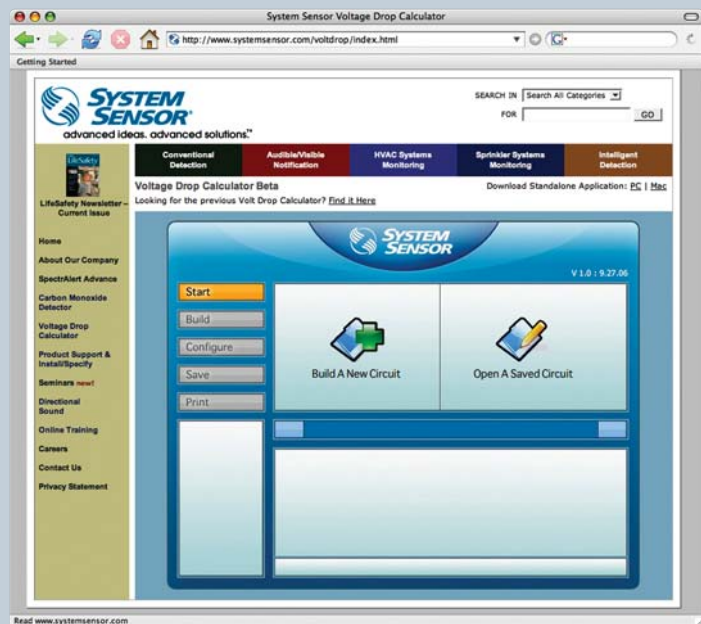 System Sensor Voltage Drop Calculator
http://www.systemsensor.com/voltdrop/index.html
G
Getting Started
SYSTEM
SENSOR®
advanced ideas. advanced solutions.™
SEARCH IN Search All Categories
FOR
GO
LifeSafety
LifeSafety Newsletter –
Current Issue
Home
About Our Company
SpectrAlert Advance
Carbon Monoxide
Detector
Voltage Drop
Calculator
Product Support &
Install/Specify
Seminars new!
Directional
Sound
Online Training
Careers
Contact Us
Privacy Statement
Conventional
Detection
Audible/Visible
Notification
HVAC Systems
Monitoring
Sprinkler Systems
Monitoring
Intelligent
Detection
Voltage Drop Calculator Beta
Download Standalone Application: PC | Mac
Looking for the previous Volt Drop Calculator? Find it Here
SYSTEM
SENSOR
V 1.0 : 9.27.06
Start
Build
Configure
Save
Print
Build A New Circuit
Open A Saved Circuit
Read www.systemsensor.com